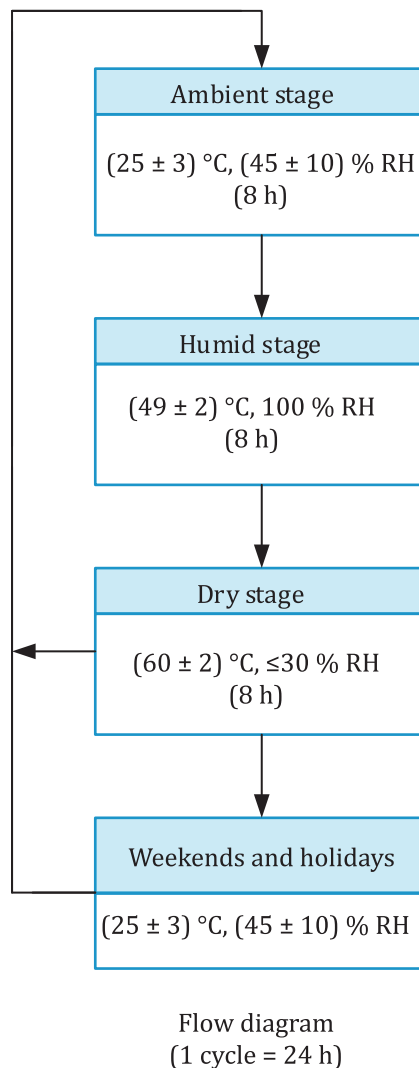 Ambient stage
(25 ± 3) °C, (45 ± 10) % RH
(8 h)
Humid stage
(49 ± 2) °C, 100 % RH
(8 h)
Dry stage
(60 ± 2) °C, ≤30 % RH
(8 h)
Weekends and holidays
(25 ± 3) °C, (45 ± 10) % RH
Flow diagram
(1 cycle = 24 h)